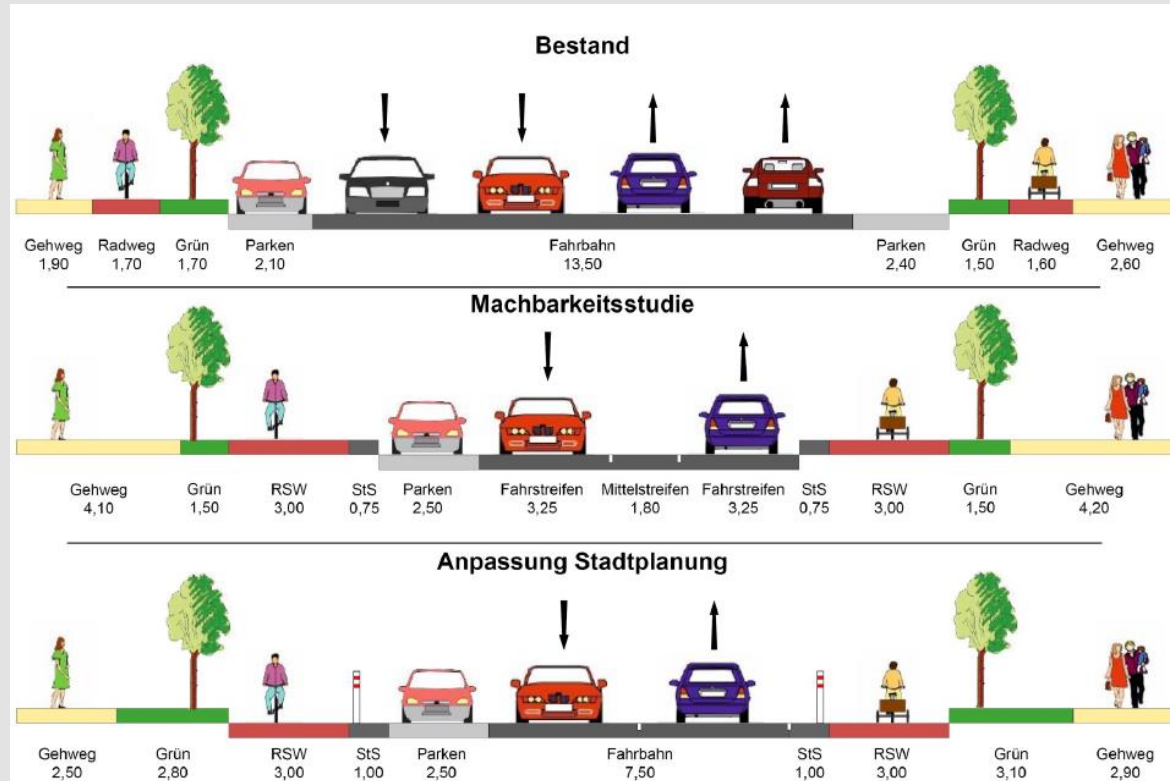 Bestand
Gehweg Radweg Grün Parken Fahrbahn Parken Grün Radweg Gehweg
1,90 1,70 1,70 2,10 13,50 2,40 1,50 1,60 2,60
Machbarkeitsstudie
Gehweg Grün RSW StS Parken Fahrstreifen Mittelstreifen Fahrstreifen StS RSW Grün Gehweg
4,10 1,50 3,00 0,75 2,50 3,25 1,80 3,25 0,75 3,00 1,50 4,20
Anpassung Stadtplanung
Gehweg Grün RSW StS Parken Fahrbahn StS RSW Grün Gehweg
2,50 2,80 3,00 1,00 2,50 7,50 1,00 3,00 3,10 2,90